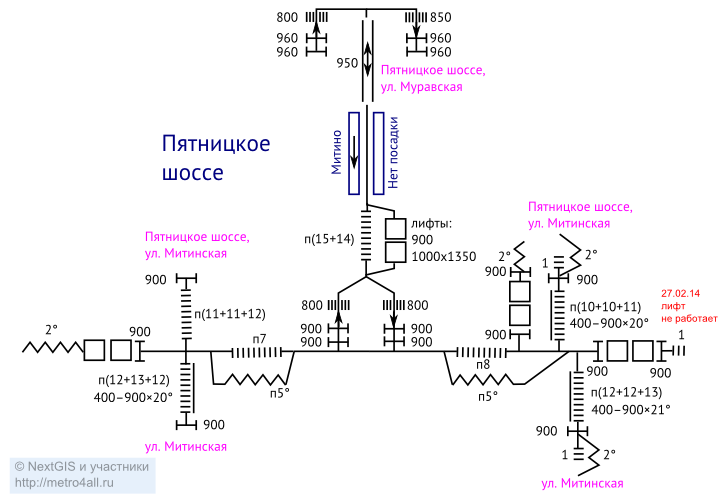 800
850
960
960
960
960
950
Пятницкое шоссе,
ул. Муравская
Пятницкое
шоссе
Митино
Нет посадки
п(15+14)
лифты:
900
1000x1350
Пятницкое шоссе,
ул. Митинская
Пятницкое шоссе,
ул. Митинская
900
п(11+11+12)
800
800
900
900
900
900
2°
900
1
2°
900
п(10+10+11)
400–900×20°
27.02.14
лифт
не работает
2°
900
п7
900
п8
900
1
900
п(12+13+12)
400–900×20°
п5°
п5°
п(12+12+13)
400–900×21°
900
900
ул. Митинская
1
2°
ул. Митинская
© NextGIS и участники
http://metro4all.ru